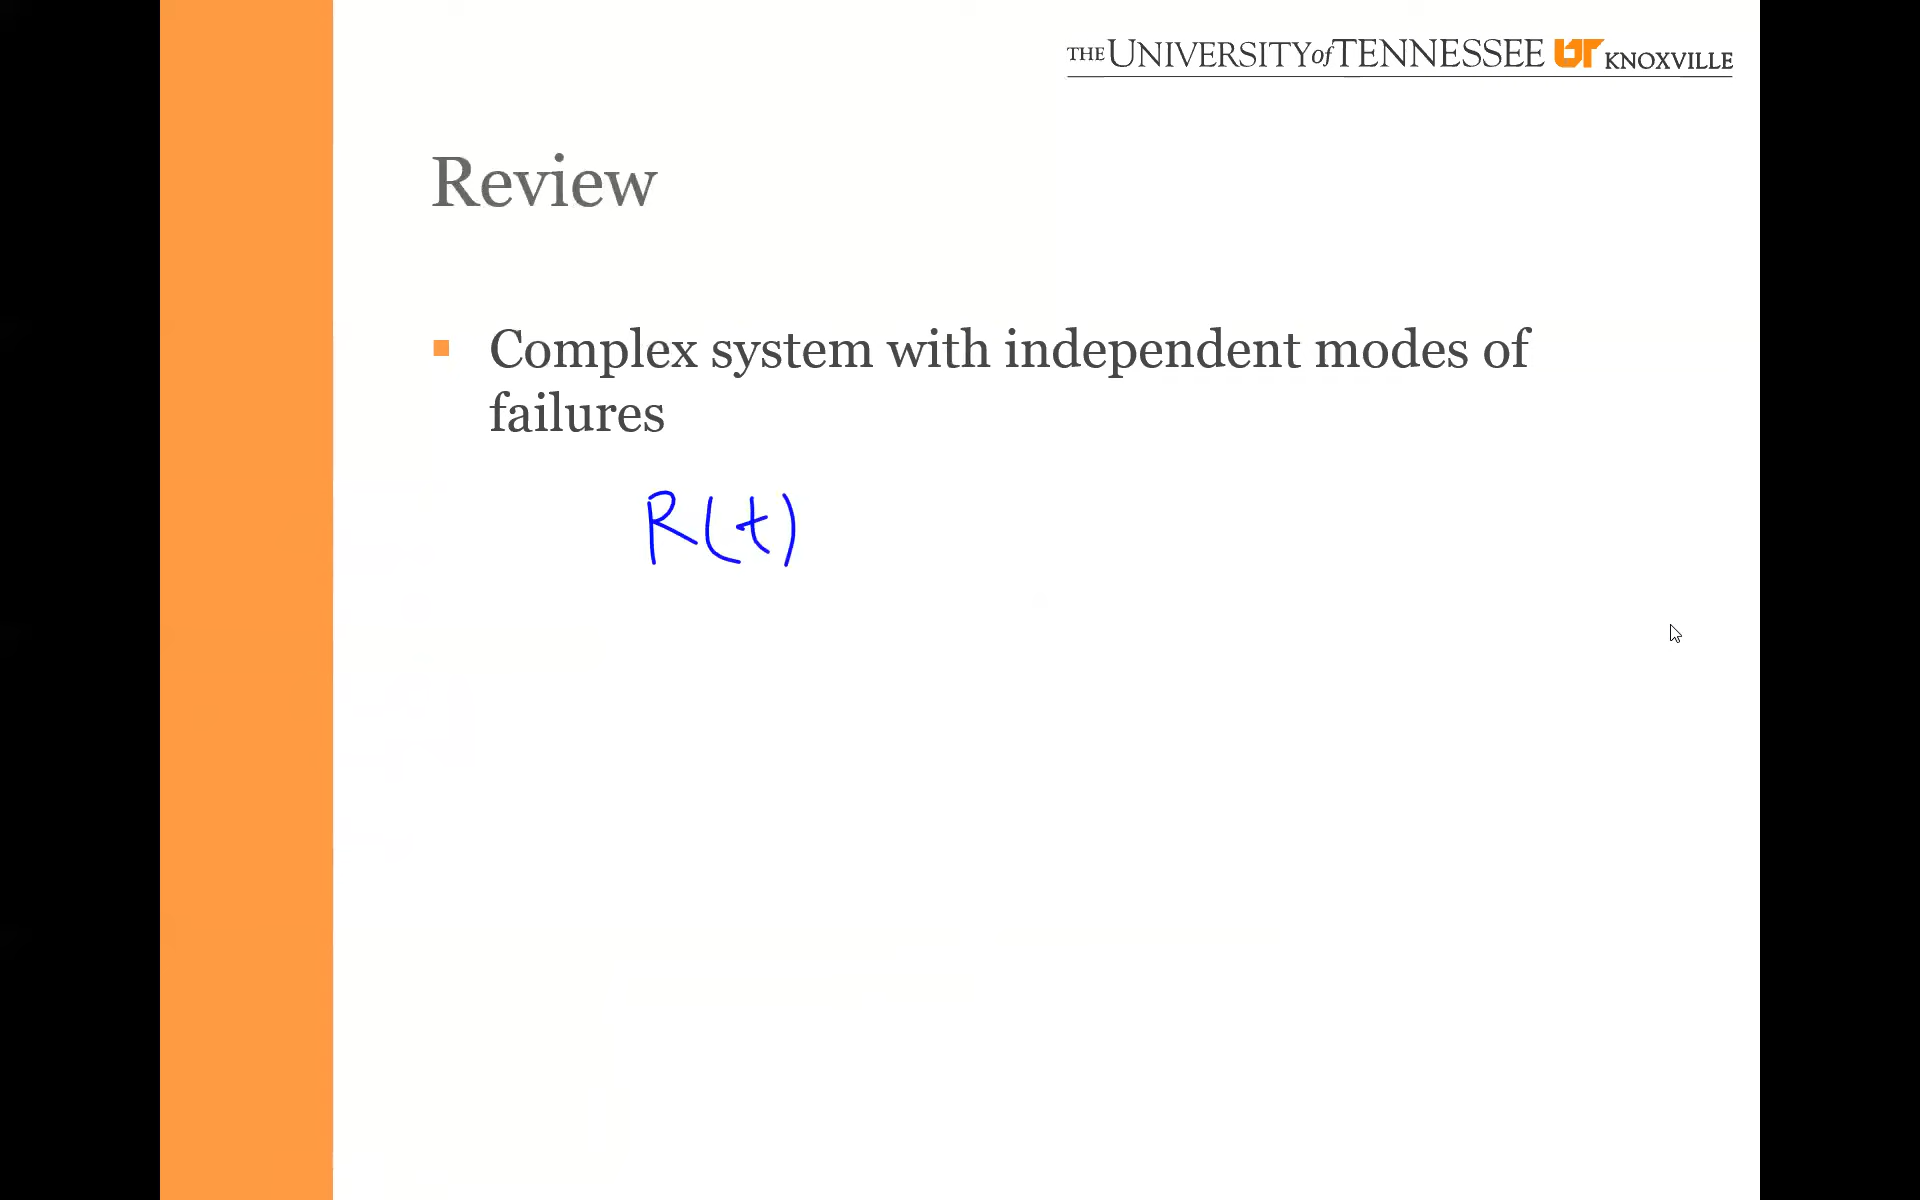 THE UNIVERSITY of TENNESSEE UT KNOXVILLE
Review
Complex system with independent modes of
failures
R(t)